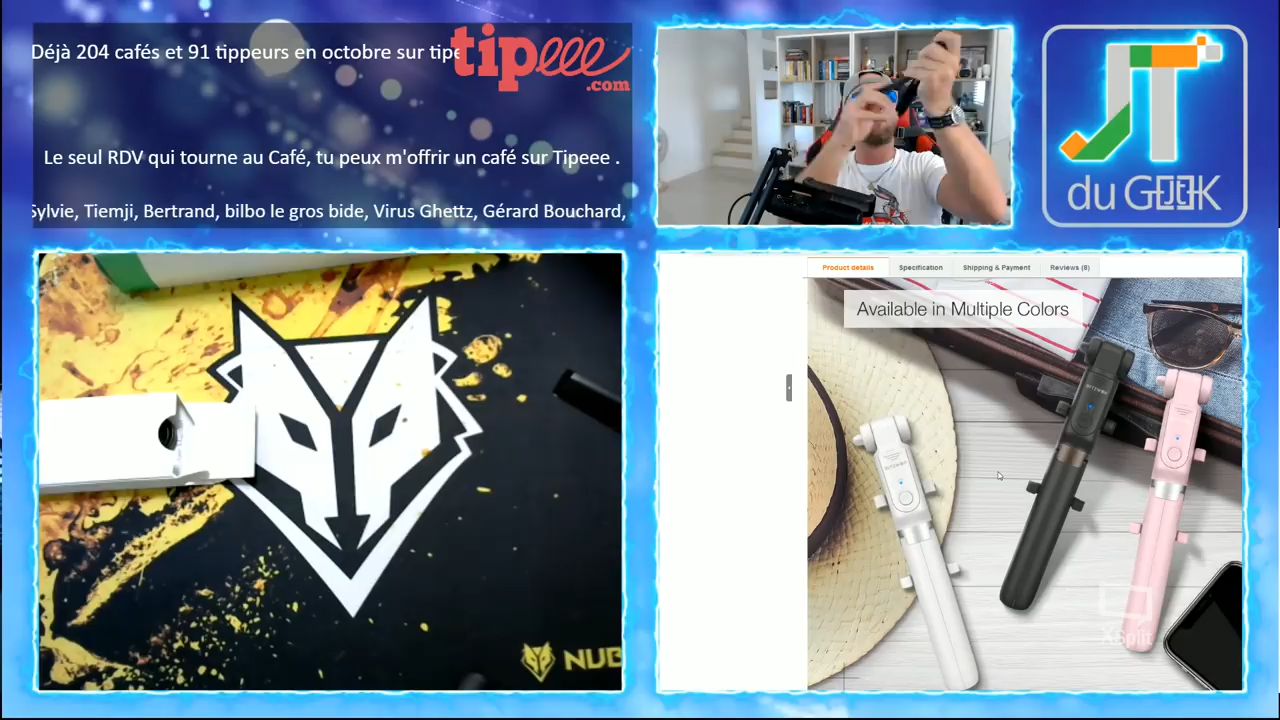 Déjà 204 cafés et 91 tippeurs en octobre sur tipe
tipeee
.com
Le seul RDV qui tourne au Café, tu peux m'offrir un café sur Tipeee .
Sylvie, Tiemji, Bertrand, bilbo le gros bide, Virus Ghettz, Gérard Bouchard,
JT
du GEEK
Product details
Specification
Shipping & Payment
Reviews (8)
Available in Multiple Colors
XSplit
NUB